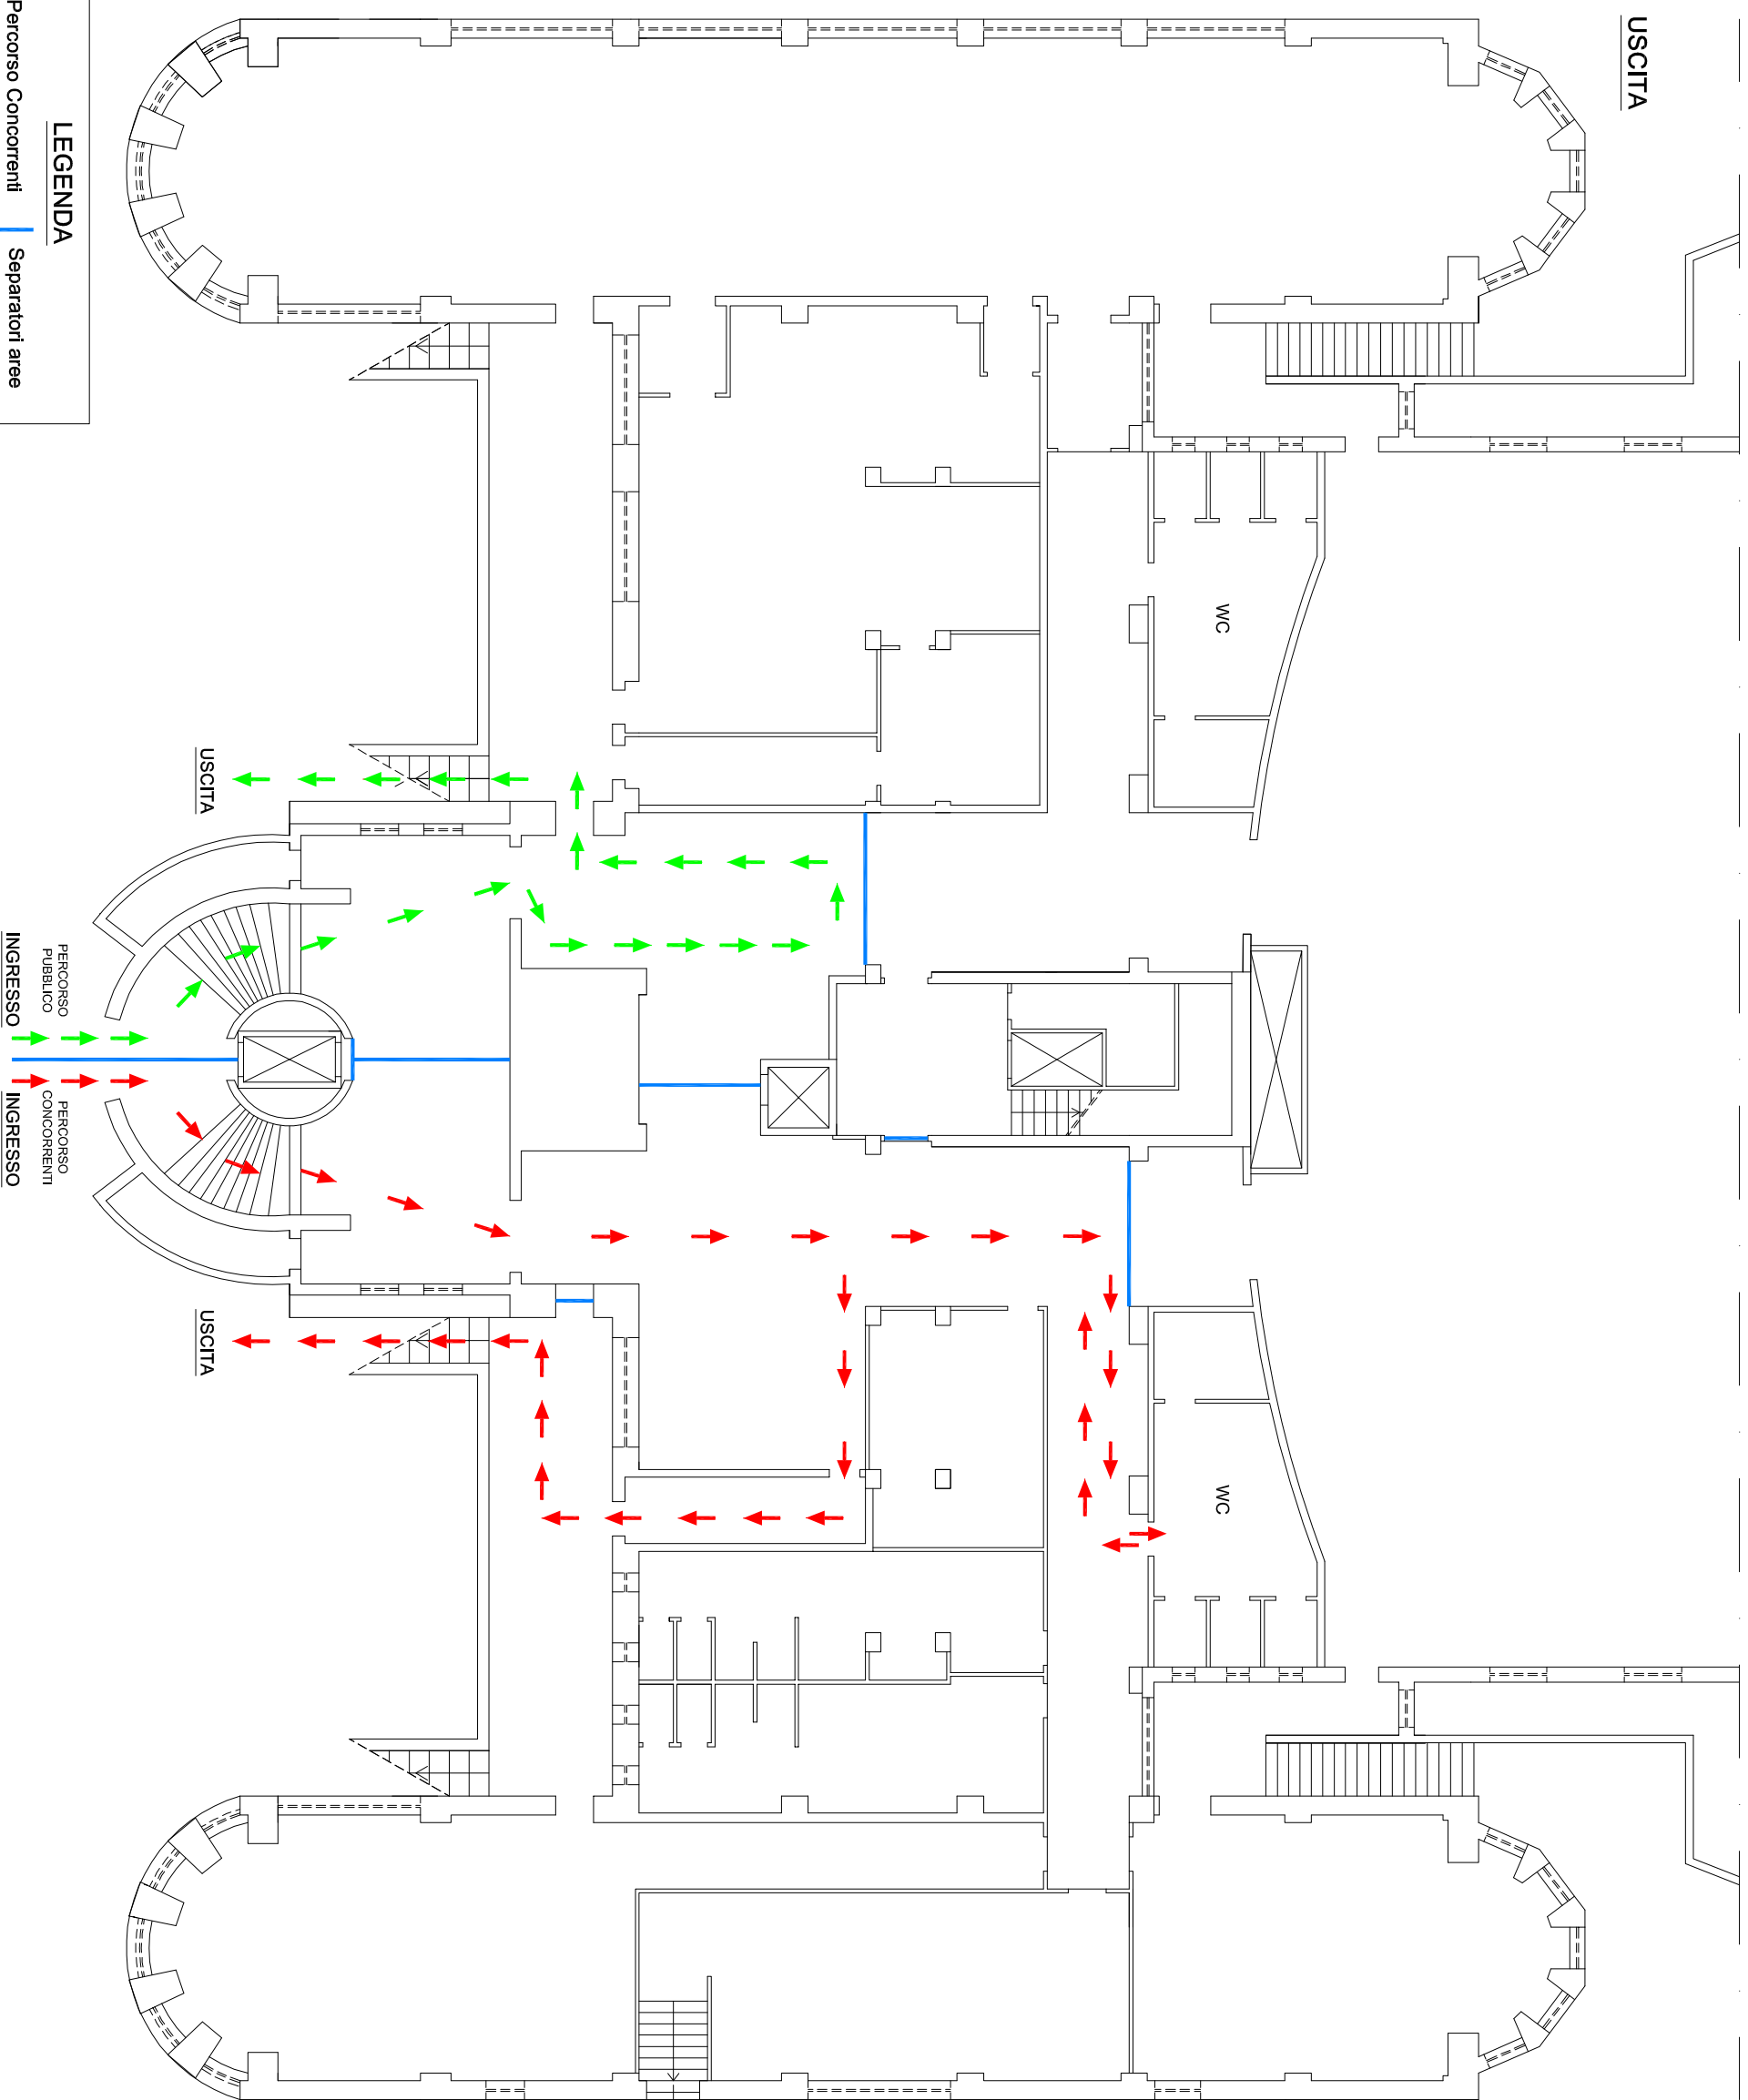 USCITA
LEGENDA
Percorso Concorrenti
Separatori aree
WC
WC
USCITA
USCITA
PERCORSO
PUBBLICO
INGRESSO
PERCORSO
CONCORRENTI
INGRESSO